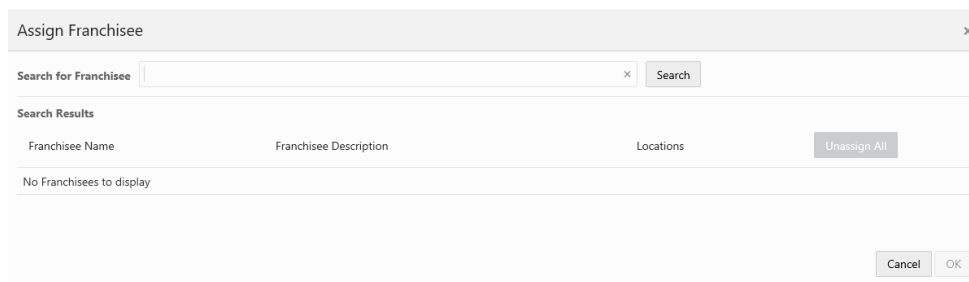 Assign Franchisee
Search for Franchisee Search
Search Results
Franchisee Name Franchisee Description Locations Unassign All
No Franchisees to display
Cancel OK